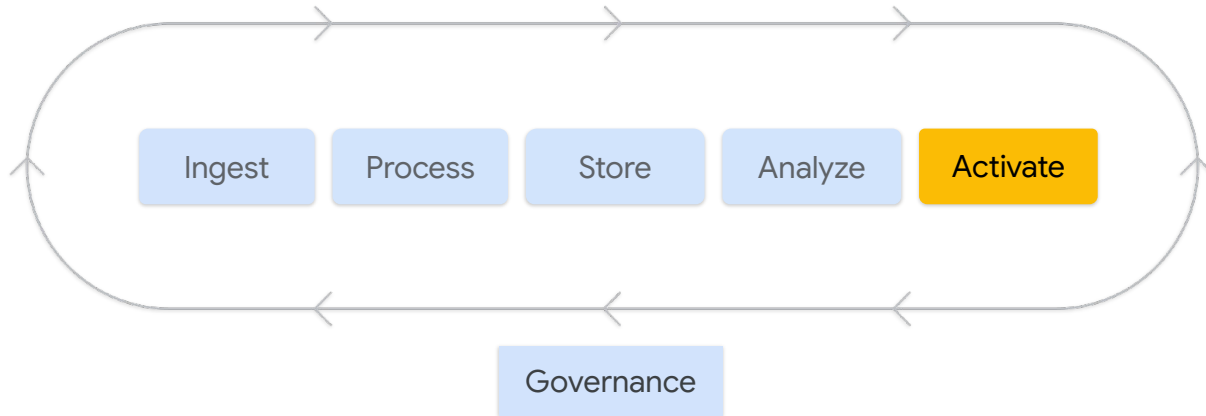 Ingest
Process
Store
Analyze
Activate
Governance